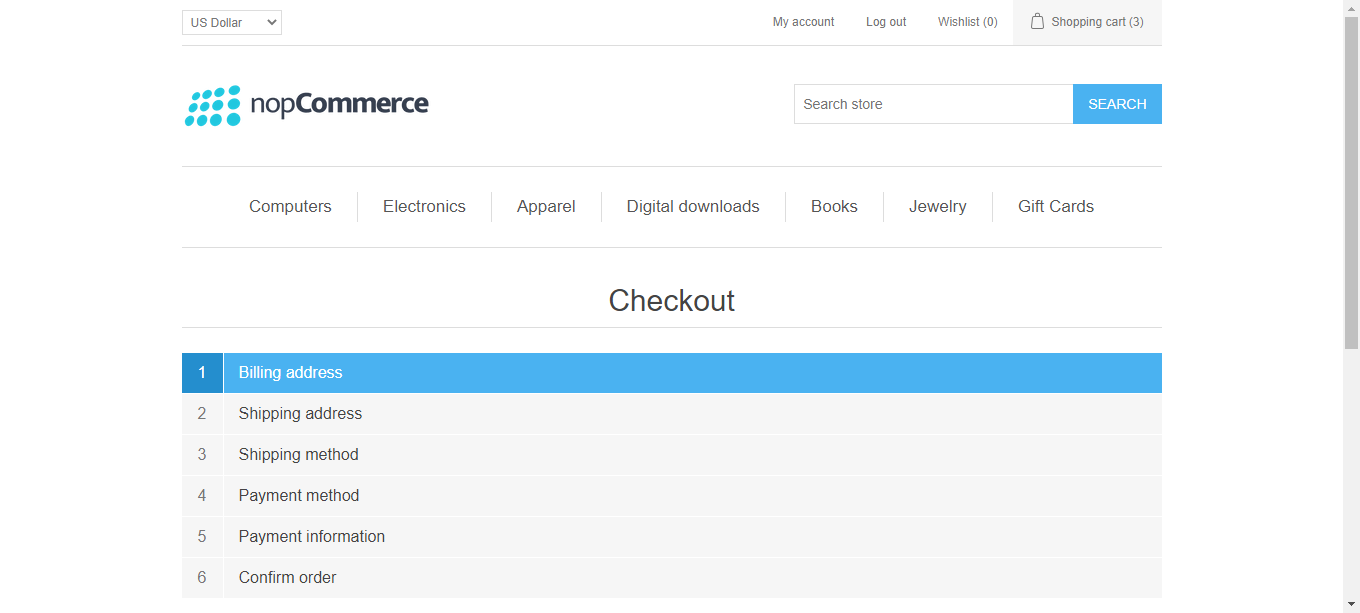 US Dollar
My account
Log out
Wishlist (0)
Shopping cart (3)
nopCommerce
Search store
SEARCH
Computers
Electronics
Apparel
Digital downloads
Books
Jewelry
Gift Cards
Checkout
1 Billing address
2 Shipping address
3 Shipping method
4 Payment method
5 Payment information
6 Confirm order